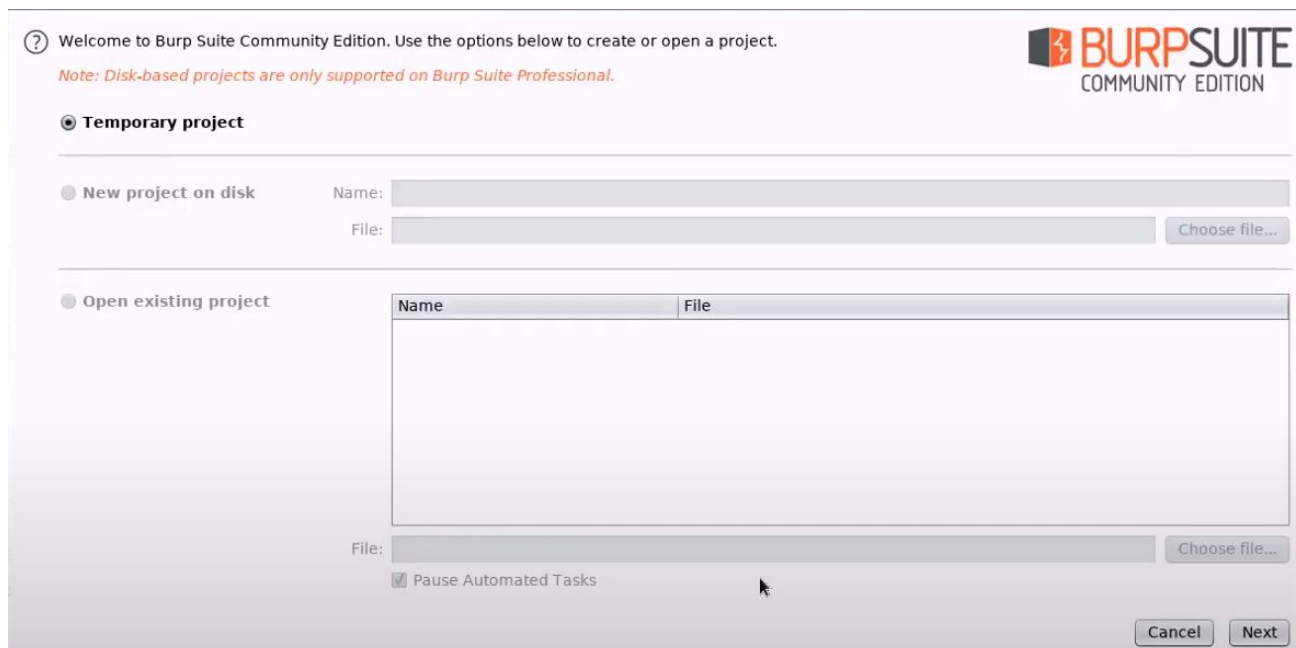 Welcome to Burp Suite Community Edition. Use the options below to create or open a project.
Note: Disk-based projects are only supported on Burp Suite Professional.
BURPSUITE
COMMUNITY EDITION
Temporary project
New project on disk Name:
File: Choose file...
Open existing project
Name File
File: Choose file...
Pause Automated Tasks
Cancel Next